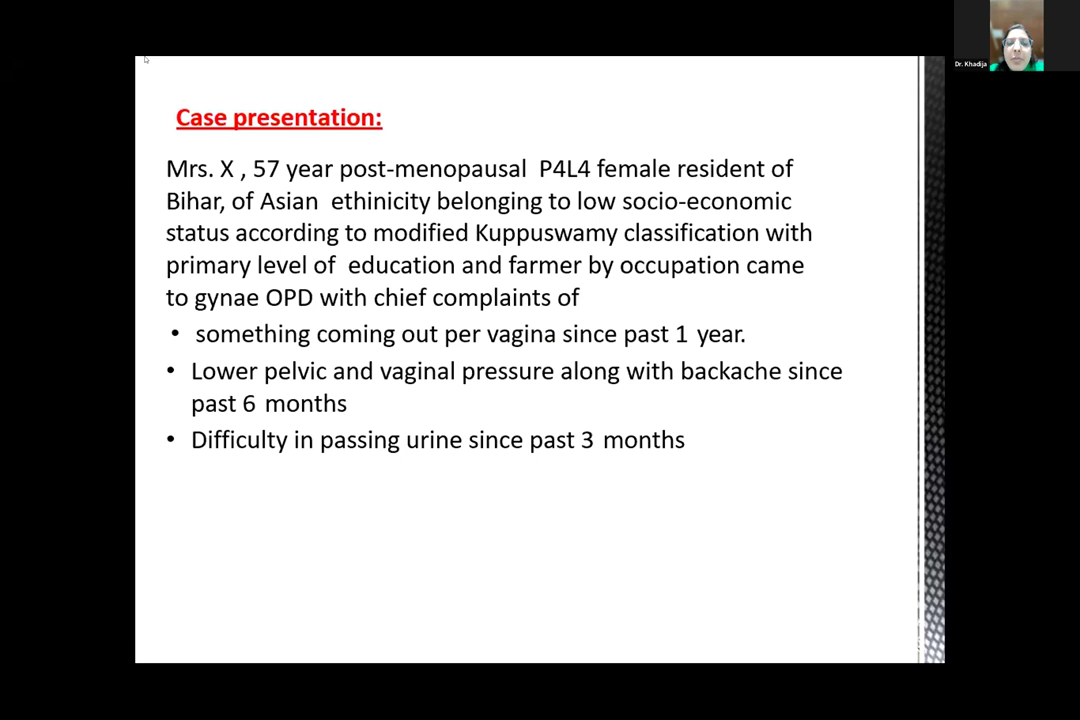 Dr. Khadija
Case presentation:
Mrs. X , 57 year post-menopausal P4L4 female resident of
Bihar, of Asian ethinicity belonging to low socio-economic
status according to modified Kuppuswamy classification with
primary level of education and farmer by occupation came
to gynae OPD with chief complaints of
• something coming out per vagina since past 1 year.
• Lower pelvic and vaginal pressure along with backache since
past 6 months
• Difficulty in passing urine since past 3 months